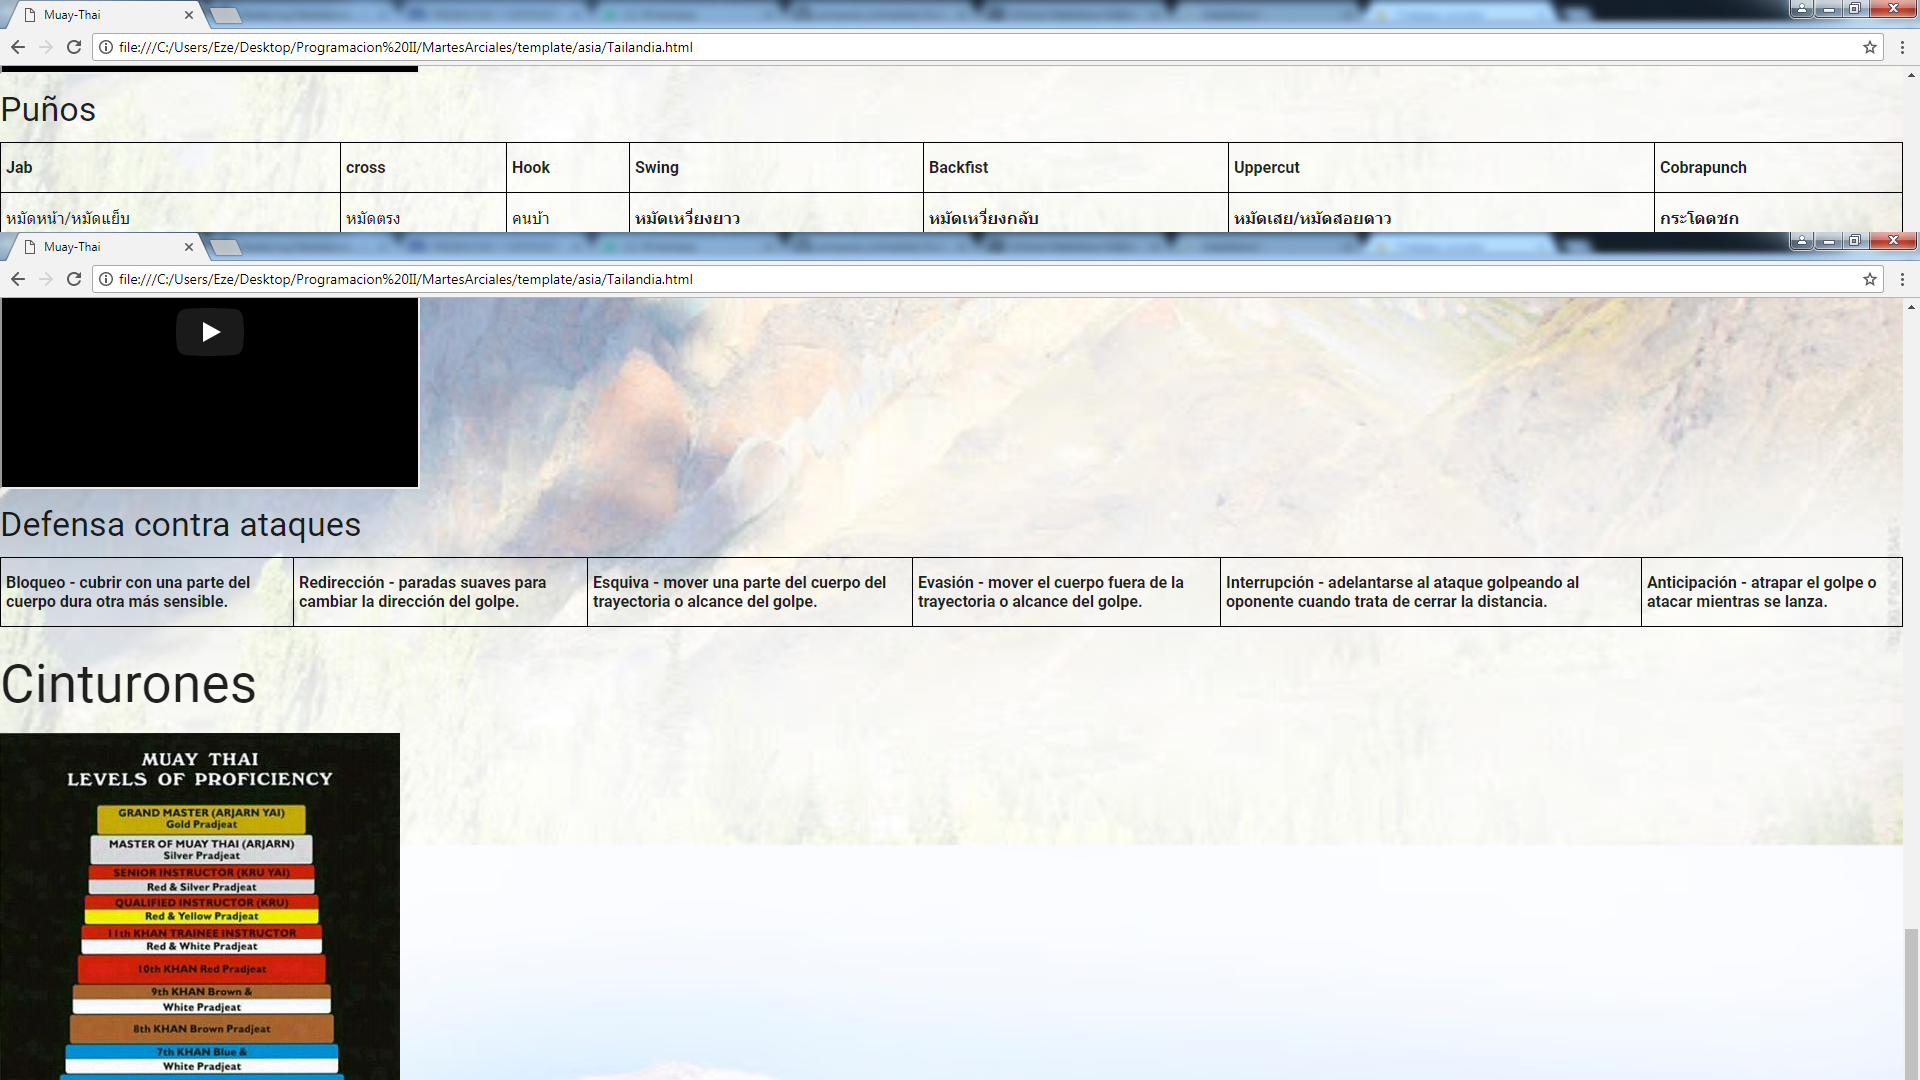 Muay-Thai
file:///C:/Users/Eze/Desktop/Programacion%20II/MartesArciales/template/asia/Tailandia.html
Puños
Jab cross Hook Swing Backfist Uppercut Cobrapunch
หมัดหน้า/หมัดแย็บ หมัดตรง คนบ้า หมัดเหวี่ยงยาว หมัดเหวี่ยงกลับ หมัดเสย/หมัดสอยดาว กระโดดชก
Muay-Thai
file:///C:/Users/Eze/Desktop/Programacion%20II/MartesArciales/template/asia/Tailandia.html
Defensa contra ataques
Bloqueo - cubrir con una parte del
cuerpo dura otra más sensible.
Redirección - paradas suaves para
cambiar la dirección del golpe.
Esquiva - mover una parte del cuerpo del
trayectoria o alcance del golpe.
Evasión - mover el cuerpo fuera de la
trayectoria o alcance del golpe.
Interrupción - adelantarse al ataque golpeando al
oponente cuando trata de cerrar la distancia.
Anticipación - atrapar el golpe o
atacar mientras se lanza.
Cinturones
MUAY THAI
LEVELS OF PROFICIENCY
GRAND MASTER (ARJARN YAI)
Gold Pradjeat
MASTER OF MUAY THAI (ARJARN)
Silver Pradjeat
SENIOR INSTRUCTOR (KRU YAI)
Red & Silver Pradjeat
QUALIFIED INSTRUCTOR (KRU)
Red & Yellow Pradjeat
11th KHAN TRAINEE INSTRUCTOR
Red & White Pradjeat
10th KHAN Red Pradjeat
9th KHAN Brown &
White Pradjeat
8th KHAN Brown Pradjeat
7th KHAN Blue &
White Pradjeat